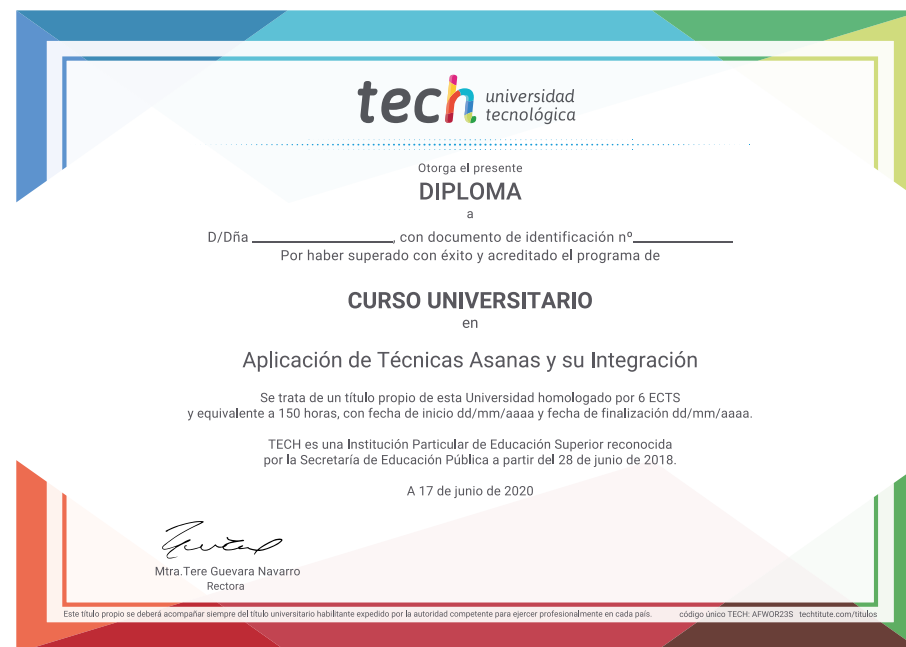 tech universidad
tecnológica
Otorga el presente
DIPLOMA
a
D/Dña ____________________, con documento de identificación nº______________
Por haber superado con éxito y acreditado el programa de
CURSO UNIVERSITARIO
en
Aplicación de Técnicas Asanas y su Integración
Se trata de un título propio de esta Universidad homologado por 6 ECTS
y equivalente a 150 horas, con fecha de inicio dd/mm/aaaa y fecha de finalización dd/mm/aaaa.
TECH es una Institución Particular de Educación Superior reconocida
por la Secretaría de Educación Pública a partir del 28 de junio de 2018.
A 17 de junio de 2020
Mtra.Tere Guevara Navarro
Rectora
Este título propio se deberá acompañar siempre del título universitario habilitante expedido por la autoridad competente para ejercer profesionalmente en cada país. código único TECH: AFWOR23S techtitute.com/titulos